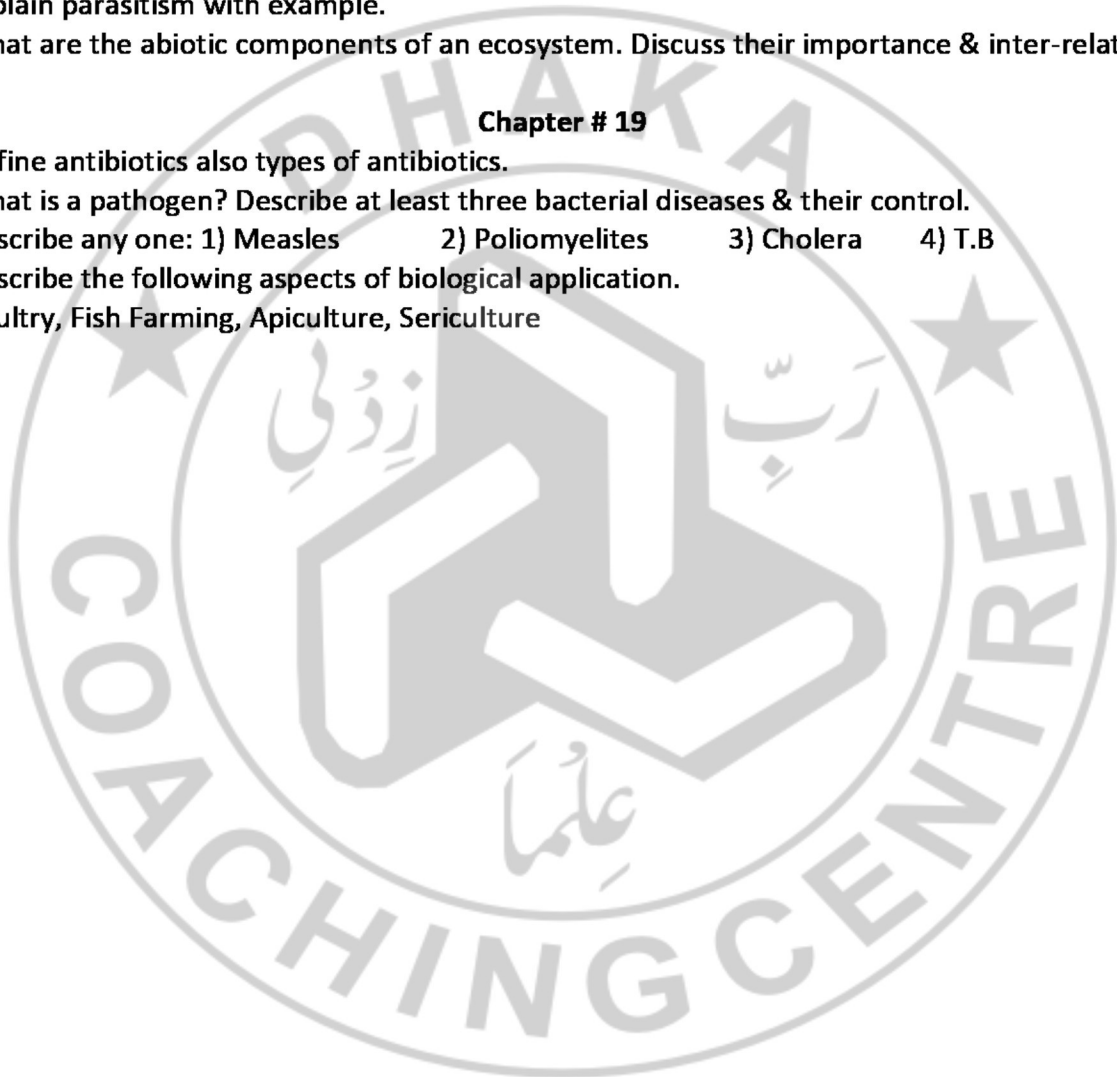 plain parasitism with example.
hat are the abiotic components of an ecosystem. Discuss their importance & inter-relat
Chapter # 19
fine antibiotics also types of antibiotics.
hat is a pathogen? Describe at least three bacterial diseases & their control.
scribe any one: 1) Measles 2) Poliomyelites 3) Cholera 4) T.B
scribe the following aspects of biological application.
ultry, Fish Farming, Apiculture, Sericulture
DHAKA
رَبِّ زِدْنِي
عِلْمًا
COACHING CENTRE